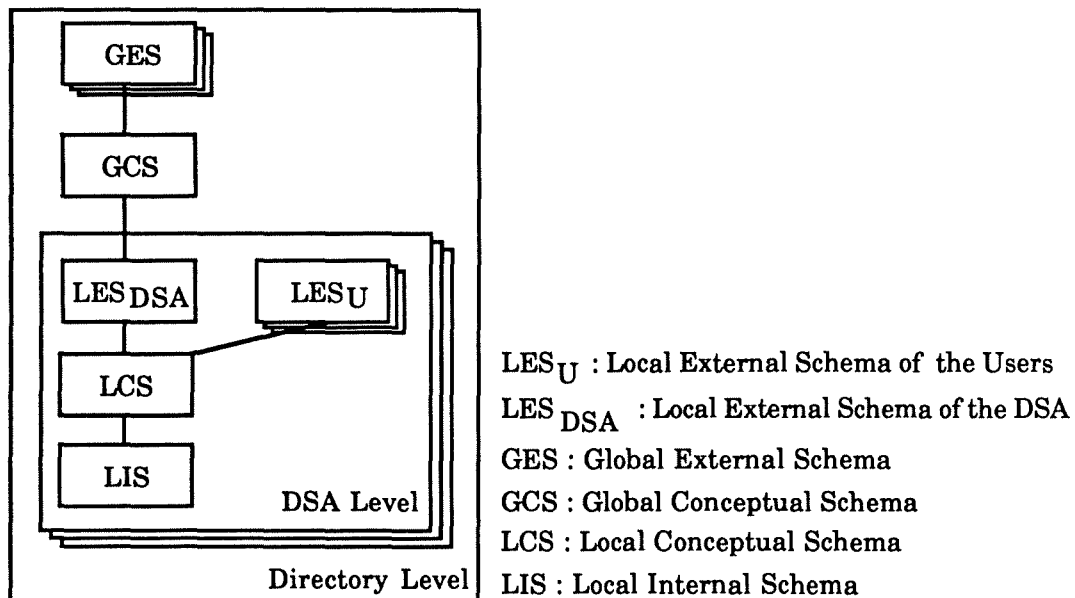 GES
GCS
LES DSA
LES U
LCS
LIS
DSA Level
Directory Level
LES U : Local External Schema of the Users
LES DSA : Local External Schema of the DSA
GES : Global External Schema
GCS : Global Conceptual Schema
LCS : Local Conceptual Schema
LIS : Local Internal Schema